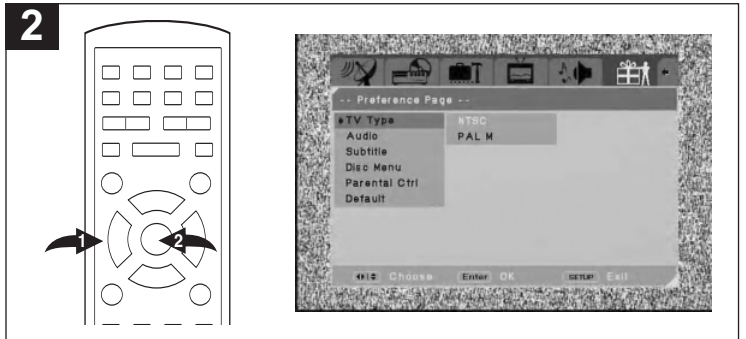 2
1
2
-- Preference Page --
TV Type NTSC
Audio PAL M
Subtitle
Disc Menu
Parental Ctrl
Default
Choose Enter OK SETUP Exit